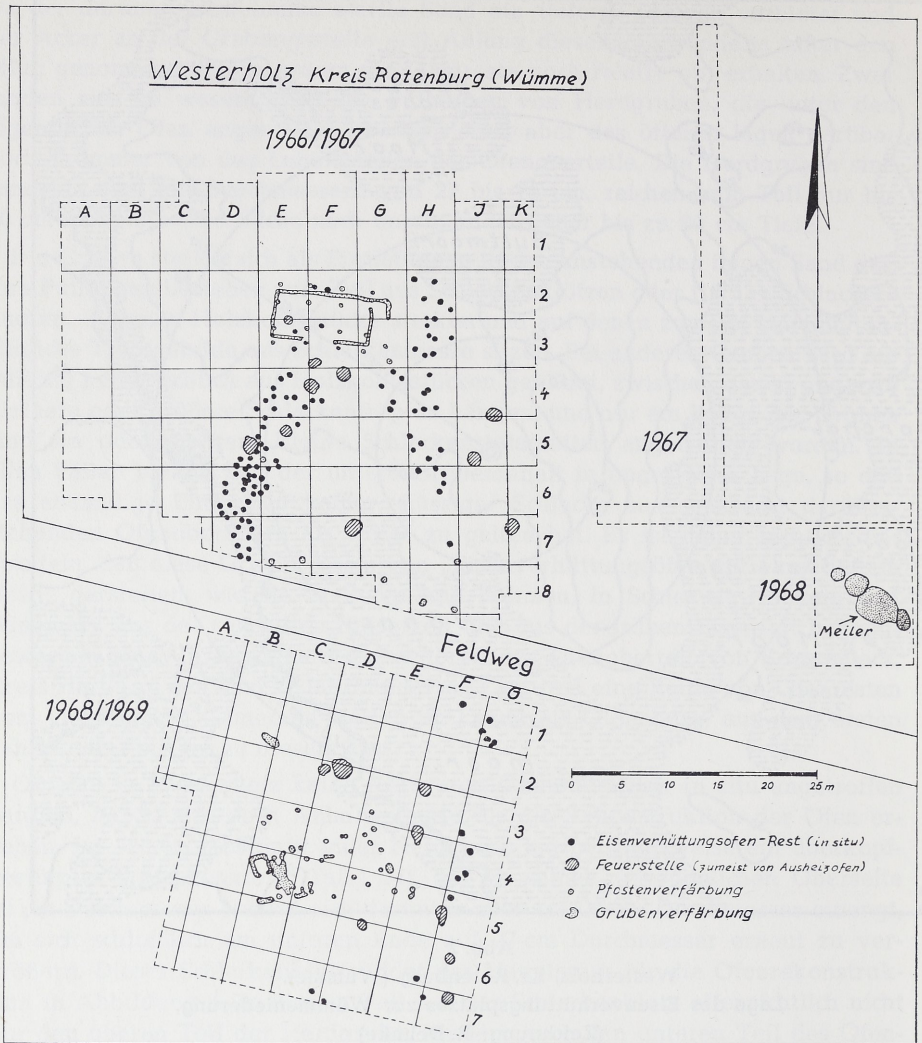 Westerholz Kreis Rotenburg (Wümme)
1966/1967
A B C D E F G H J K
1
2
3
4
5
6
7
8
1967
1968
Meiler
Feldweg
1968/1969
A B C D E F G
1
2
3
4
5
6
7
0 5 10 15 20 25 m
Eisenverhüttungsofen-Rest (in situ)
Feuerstelle (zumeist von Ausheizofen)
Pfostenverfärbung
Grubenverfärbung